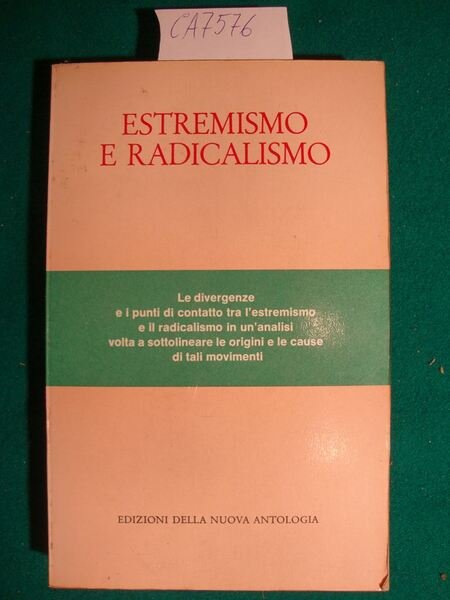 CA7576
ESTREMISMO
E RADICALISMO
Le divergenze
e i punti di contatto tra l'estremismo
e il radicalismo in un'analisi
volta a sottolineare le origini e le cause
di tali movimenti
EDIZIONI DELLA NUOVA ANTOLOGIA